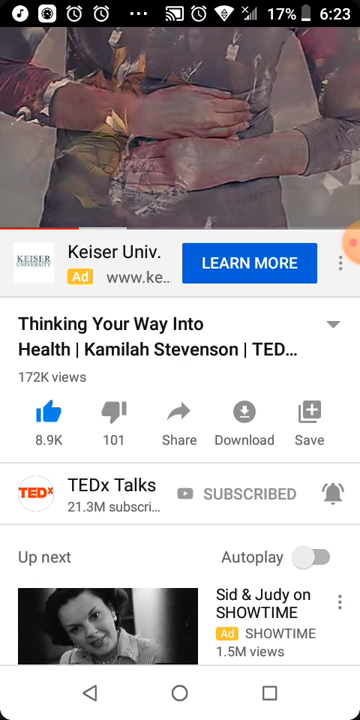 17% 6:23
KEISER
UNIVERSITY
Keiser Univ.
Ad www.ke...
LEARN MORE
Thinking Your Way Into
Health | Kamilah Stevenson | TED...
172K views
8.9K
101
Share
Download
Save
TEDx
TEDx Talks
21.3M subscri...
SUBSCRIBED
Up next
Autoplay
Sid & Judy on
SHOWTIME
Ad SHOWTIME
1.5M views